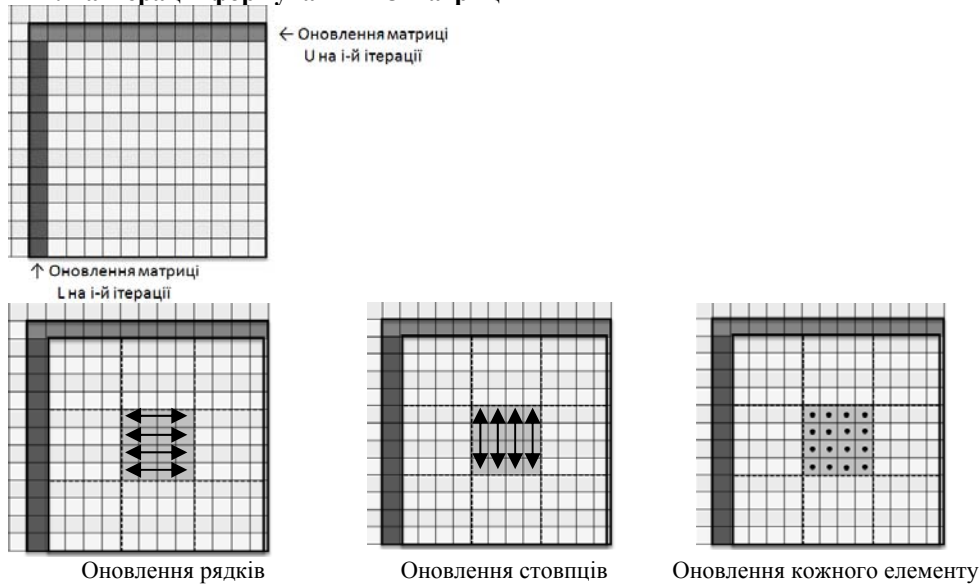 ← Оновлення матриці
U на і-й ітерації
↑ Оновлення матриці
L на і-й ітерації
Оновлення рядків
Оновлення стовпців
Оновлення кожного елементу